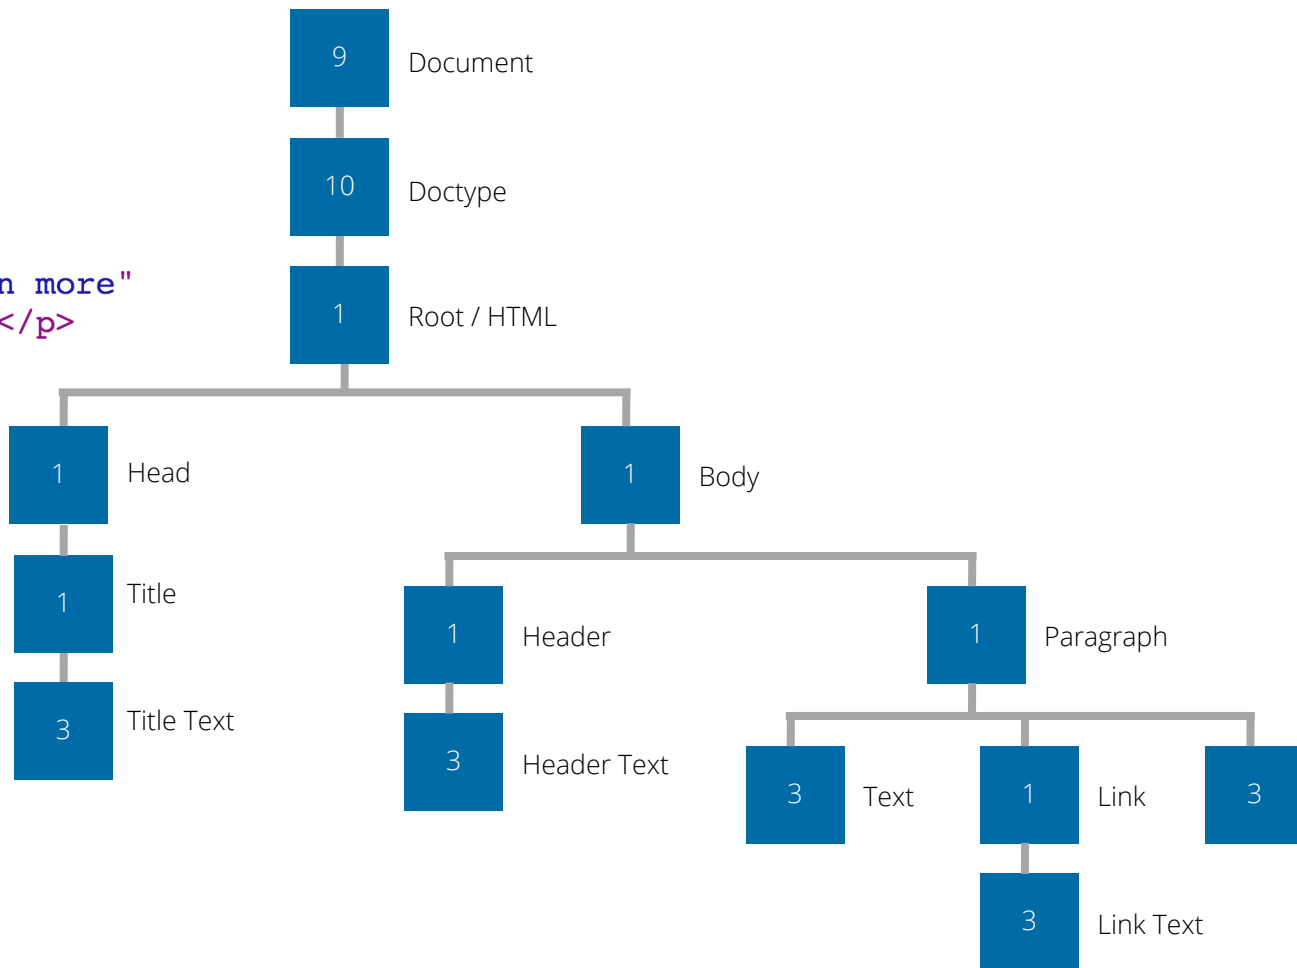 9 Document
10 Doctype
n more"
</p>
1 Root / HTML
1 Head
1 Body
1 Title
1 Header
1 Paragraph
3 Title Text
3 Header Text
3 Text
1 Link
3
3 Link Text